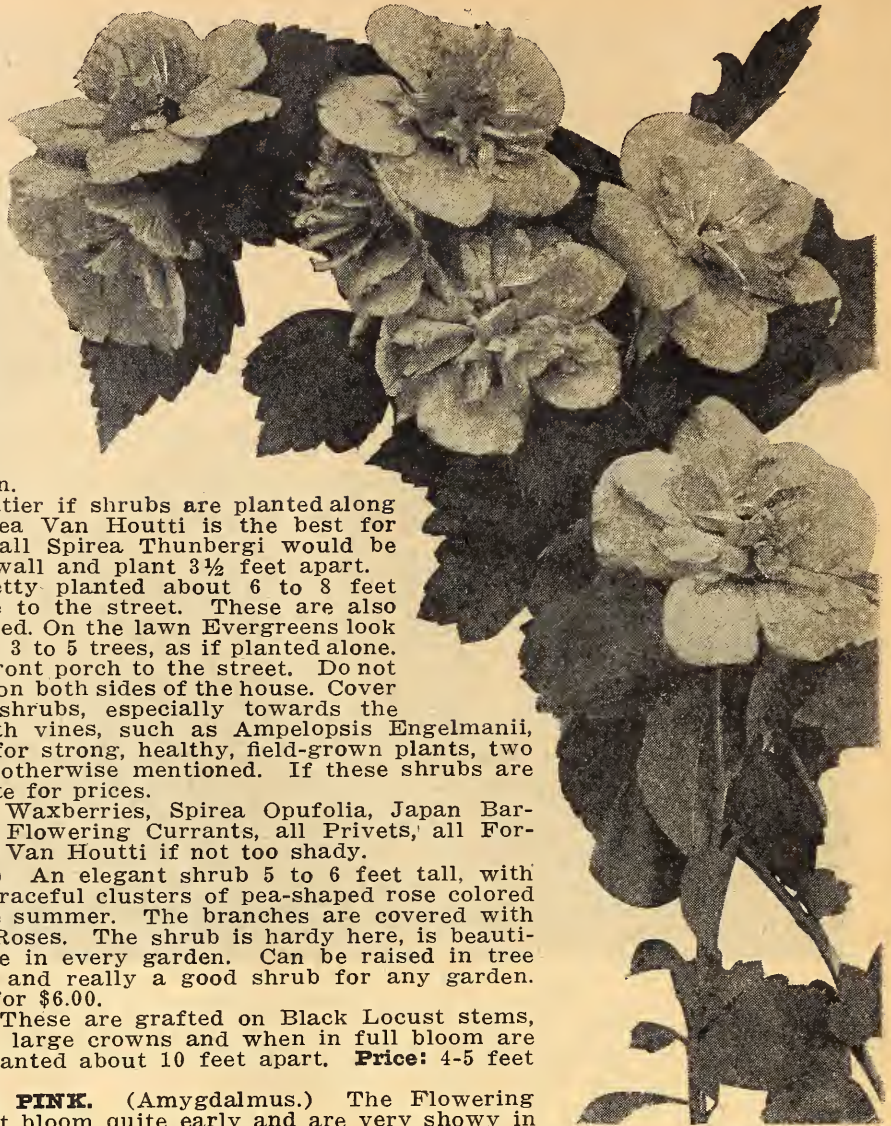 n.
tier if shrubs are planted along
ea Van Houtti is the best for
all Spirea Thunbergi would be
wall and plant 3½ feet apart.
etty planted about 6 to 8 feet
e to the street. These are also
ed. On the lawn Evergreens look
3 to 5 trees, as if planted alone.
ront porch to the street. Do not
on both sides of the house. Cover
shrubs, especially towards the
th vines, such as Ampelopsis Engelmanii,
for strong, healthy, field-grown plants, two
otherwise mentioned. If these shrubs are
te for prices.
Waxberries, Spirea Opufolia, Japan Bar-
Flowering Currants, all Privets, all For-
Van Houtti if not too shady.
) An elegant shrub 5 to 6 feet tall, with
raceful clusters of pea-shaped rose colored
e summer. The branches are covered with
Roses. The shrub is hardy here, is beauti-
e in every garden. Can be raised in tree
and really a good shrub for any garden.
for $6.00.
These are grafted on Black Locust stems,
large crowns and when in full bloom are
anted about 10 feet apart. Price: 4-5 feet
PINK. (Amygdalmus.) The Flowering
t bloom quite early and are very showy in